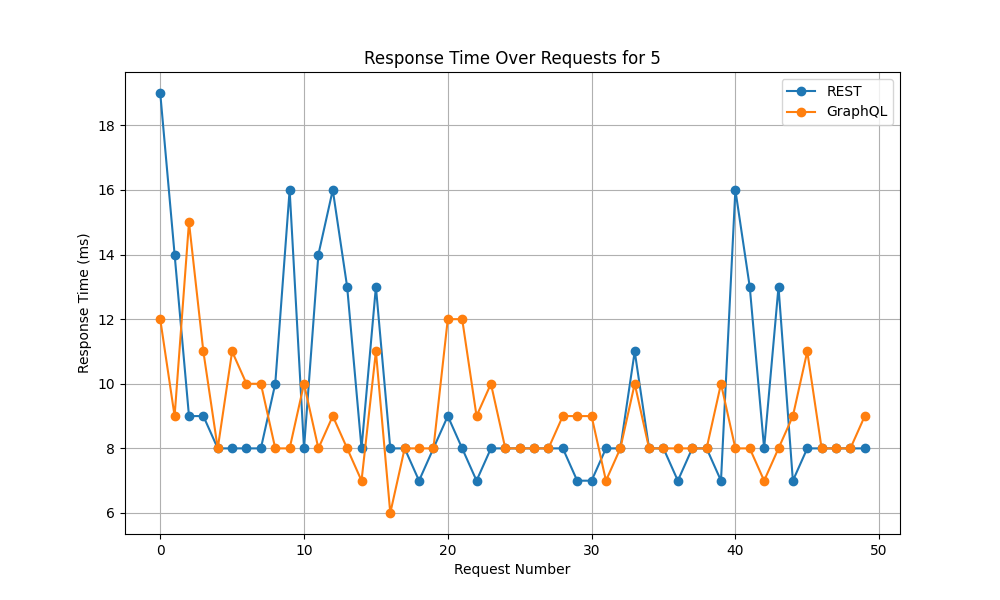 Response Time Over Requests for 5
REST
GraphQL
Response Time (ms)
18
16
14
12
10
8
6
0 10 20 30 40 50
Request Number